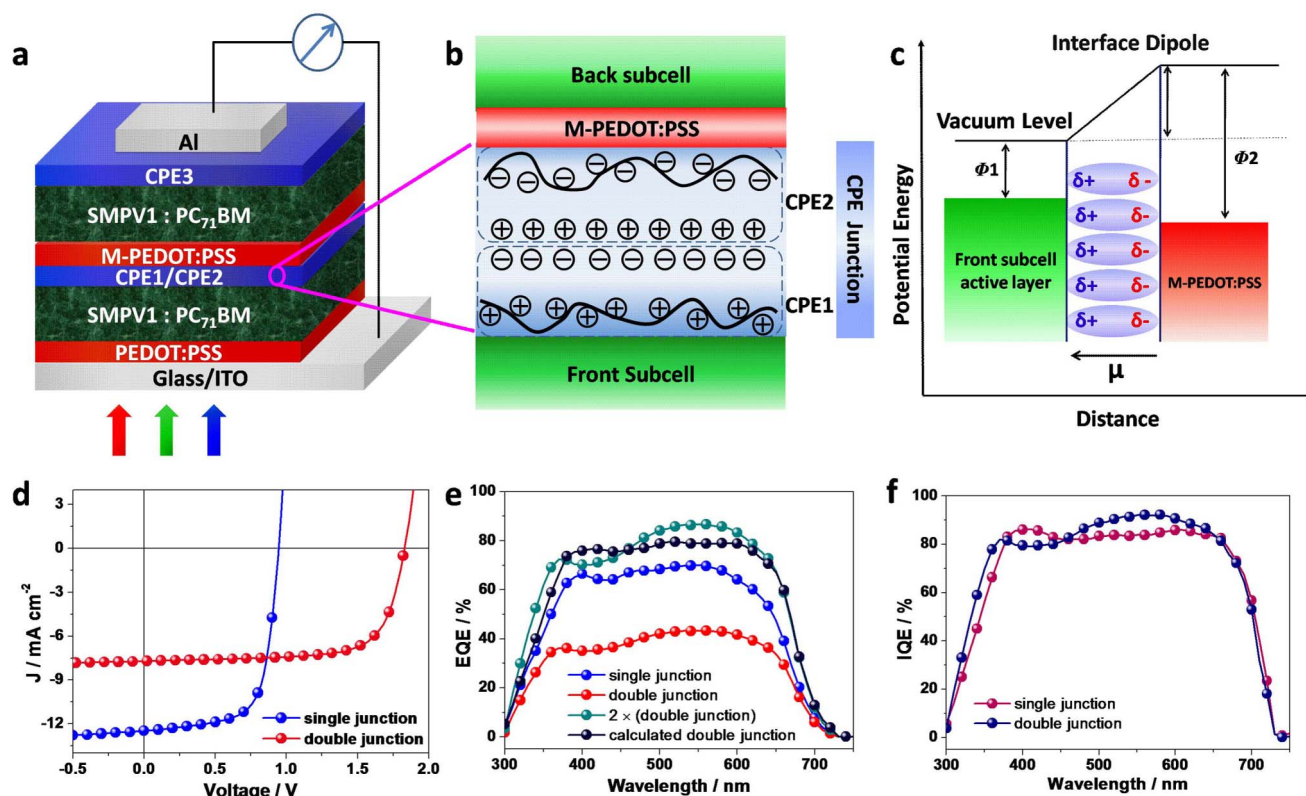 a
Al
CPE3
SMPV1 : PC₇₁BM
M-PEDOT:PSS
CPE1/CPE2
SMPV1 : PC₇₁BM
PEDOT:PSS
Glass/ITO
b
Back subcell
M-PEDOT:PSS
CPE2
CPE1
CPE Junction
Front Subcell
c
Interface Dipole
Vacuum Level
Φ1
Φ2
Potential Energy
δ+ δ-
δ+ δ-
δ+ δ-
δ+ δ-
δ+ δ-
Front subcell
active layer
M-PEDOT:PSS
μ
Distance
d
J / mA cm⁻²
3
0
-3
-6
-9
-12
single junction
double junction
-0.5 0.0 0.5 1.0 1.5 2.0
Voltage / V
e
EQE / %
100
80
60
40
20
0
single junction
double junction
2 × (double junction)
calculated double junction
300 400 500 600 700
Wavelength / nm
f
IQE / %
100
80
60
40
20
0
single junction
double junction
300 400 500 600 700
Wavelength / nm